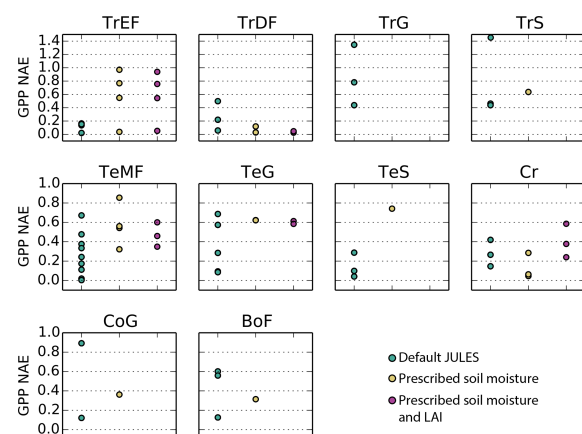 TrEF TrDF TrG TrS
GPP NAE
1.4
1.2
1.0
0.8
0.6
0.4
0.2
0.0
TeMF TeG TeS Cr
GPP NAE
1.0
0.8
0.6
0.4
0.2
0.0
CoG BoF
GPP NAE
1.0
0.8
0.6
0.4
0.2
0.0
Default JULES
Prescribed soil moisture
Prescribed soil moisture
and LAI